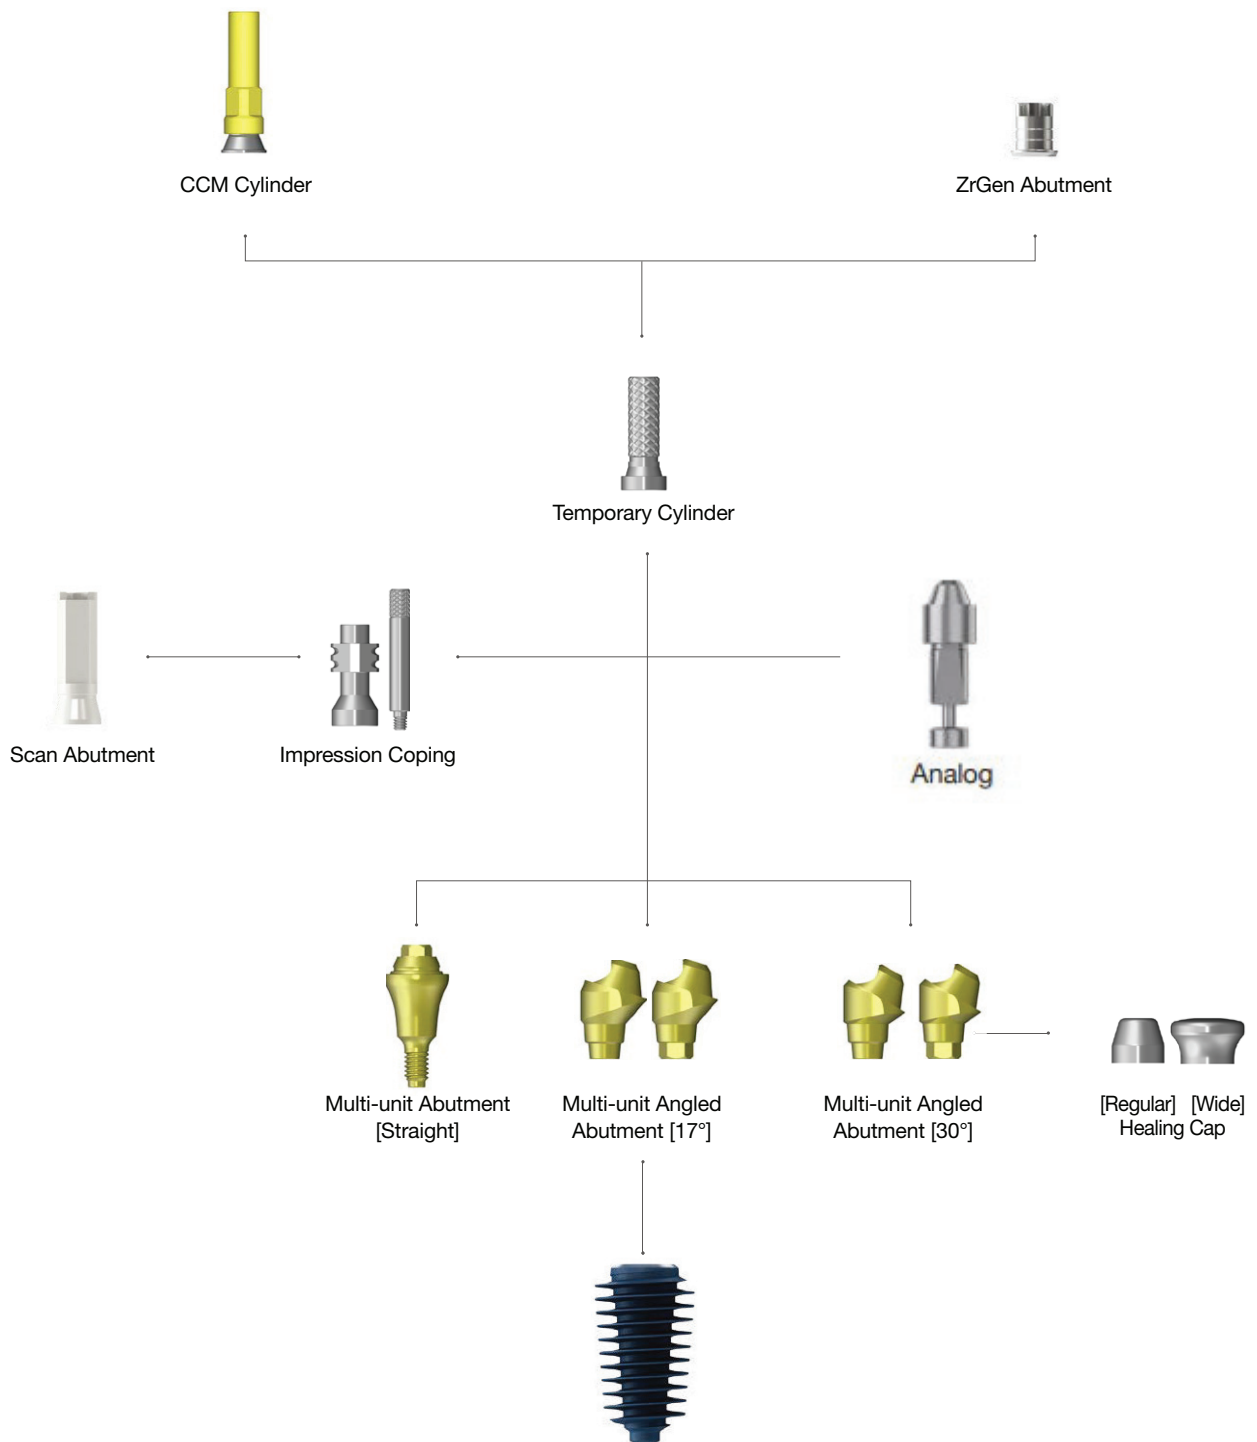 CCM Cylinder
ZrGen Abutment
Temporary Cylinder
Scan Abutment
Impression Coping
Analog
Multi-unit Abutment
[Straight]
Multi-unit Angled
Abutment [17°]
Multi-unit Angled
Abutment [30°]
[Regular] [Wide]
Healing Cap